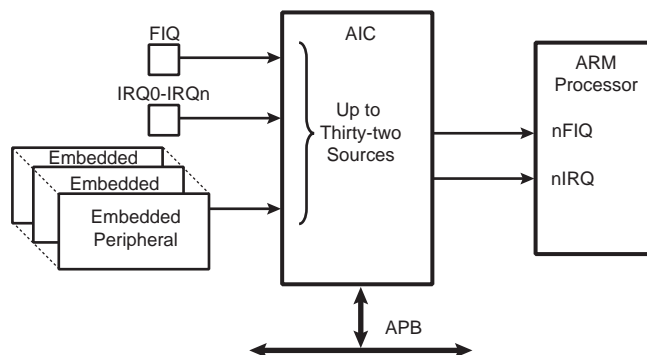 FIQ
IRQ0-IRQn
Embedded
Embedded
Embedded
Peripheral
AIC
Up to
Thirty-two
Sources
ARM
Processor
nFIQ
nIRQ
APB